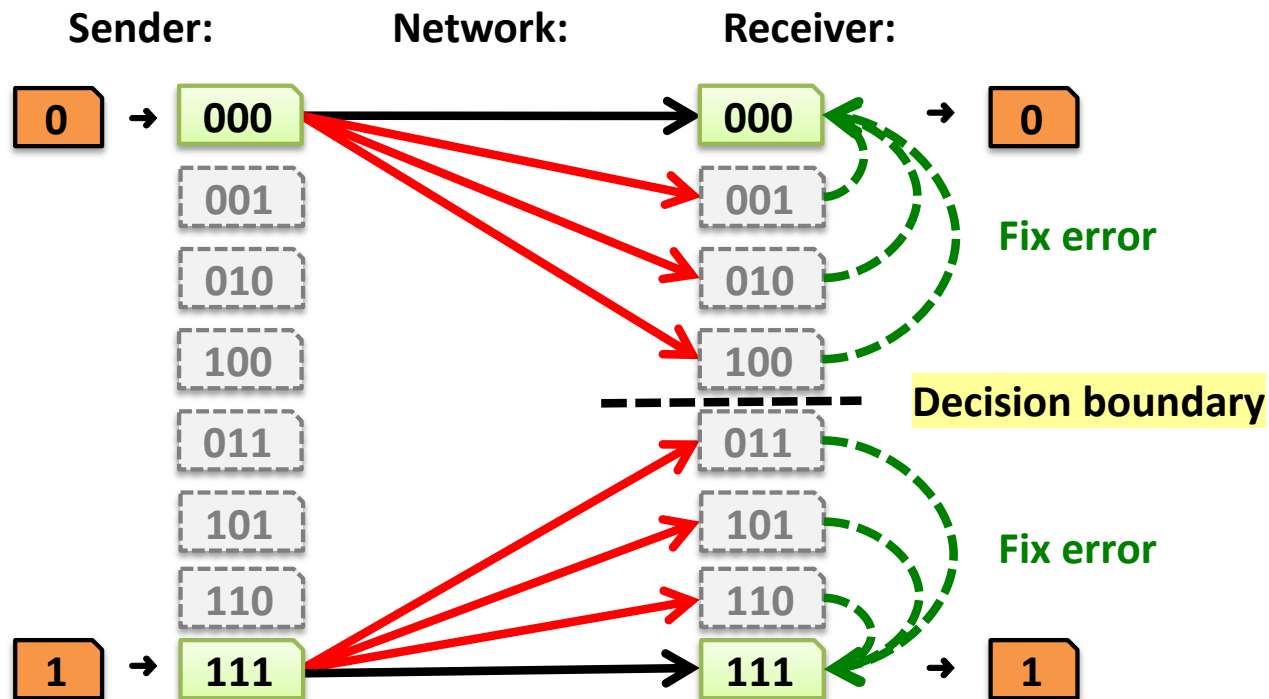 Sender: Network: Receiver:
0 → 000 000 → 0
001 001
010 010 Fix error
100 100
Decision boundary
011 011
101 101 Fix error
110 110
1 → 111 111 → 1